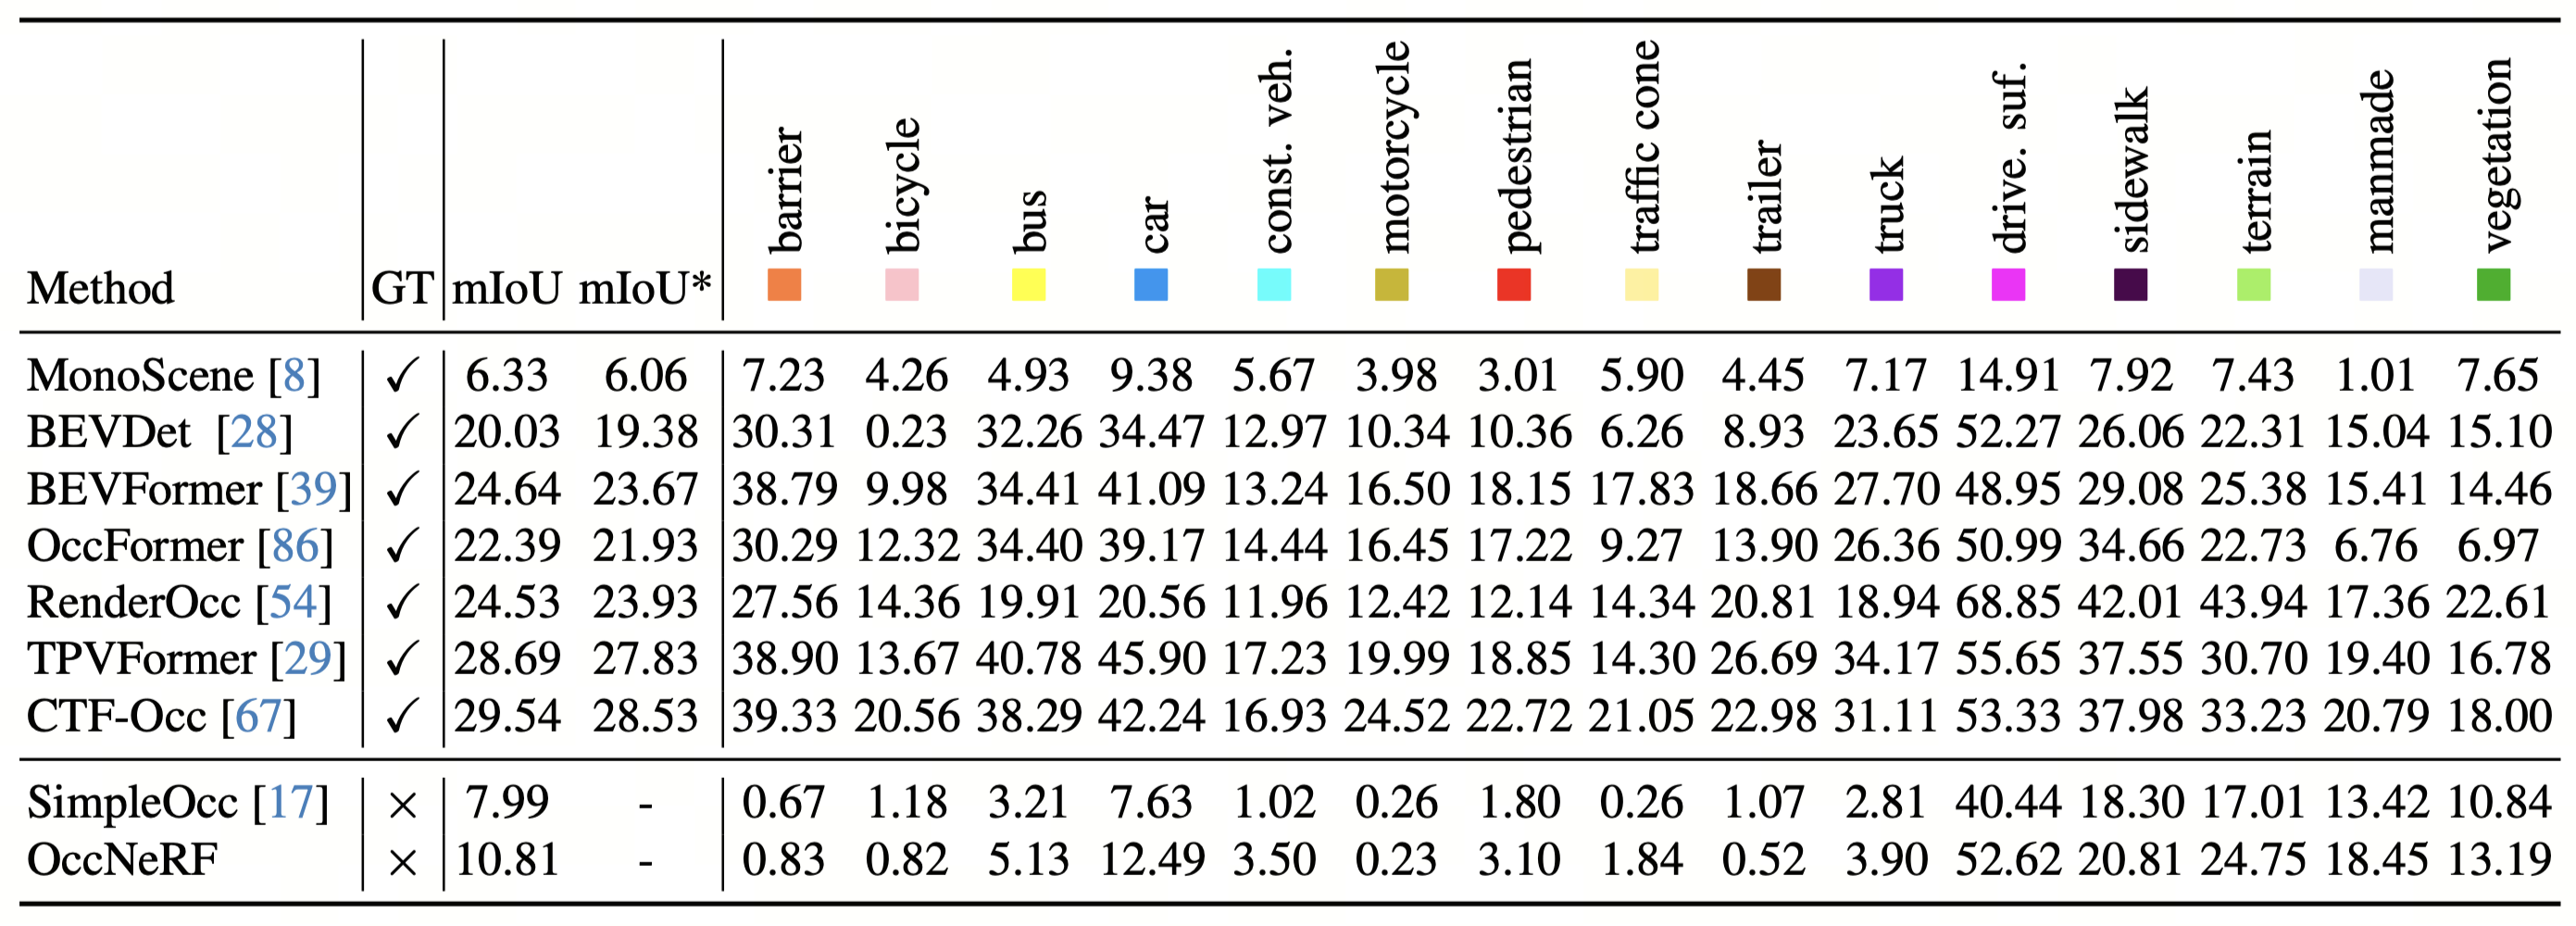 Method GT mIoU mIoU* barrier bicycle bus car const. veh. motorcycle pedestrian traffic cone trailer truck drive. suf. sidewalk terrain manmade vegetation
MonoScene [8] ✓ 6.33 6.06 7.23 4.26 4.93 9.38 5.67 3.98 3.01 5.90 4.45 7.17 14.91 7.92 7.43 1.01 7.65
BEVDet [28] ✓ 20.03 19.38 30.31 0.23 32.26 34.47 12.97 10.34 10.36 6.26 8.93 23.65 52.27 26.06 22.31 15.04 15.10
BEVFormer [39] ✓ 24.64 23.67 38.79 9.98 34.41 41.09 13.24 16.50 18.15 17.83 18.66 27.70 48.95 29.08 25.38 15.41 14.46
OccFormer [86] ✓ 22.39 21.93 30.29 12.32 34.40 39.17 14.44 16.45 17.22 9.27 13.90 26.36 50.99 34.66 22.73 6.76 6.97
RenderOcc [54] ✓ 24.53 23.93 27.56 14.36 19.91 20.56 11.96 12.42 12.14 14.34 20.81 18.94 68.85 42.01 43.94 17.36 22.61
TPVFormer [29] ✓ 28.69 27.83 38.90 13.67 40.78 45.90 17.23 19.99 18.85 14.30 26.69 34.17 55.65 37.55 30.70 19.40 16.78
CTF-Occ [67] ✓ 29.54 28.53 39.33 20.56 38.29 42.24 16.93 24.52 22.72 21.05 22.98 31.11 53.33 37.98 33.23 20.79 18.00
SimpleOcc [17] × 7.99 - 0.67 1.18 3.21 7.63 1.02 0.26 1.80 0.26 1.07 2.81 40.44 18.30 17.01 13.42 10.84
OccNeRF × 10.81 - 0.83 0.82 5.13 12.49 3.50 0.23 3.10 1.84 0.52 3.90 52.62 20.81 24.75 18.45 13.19